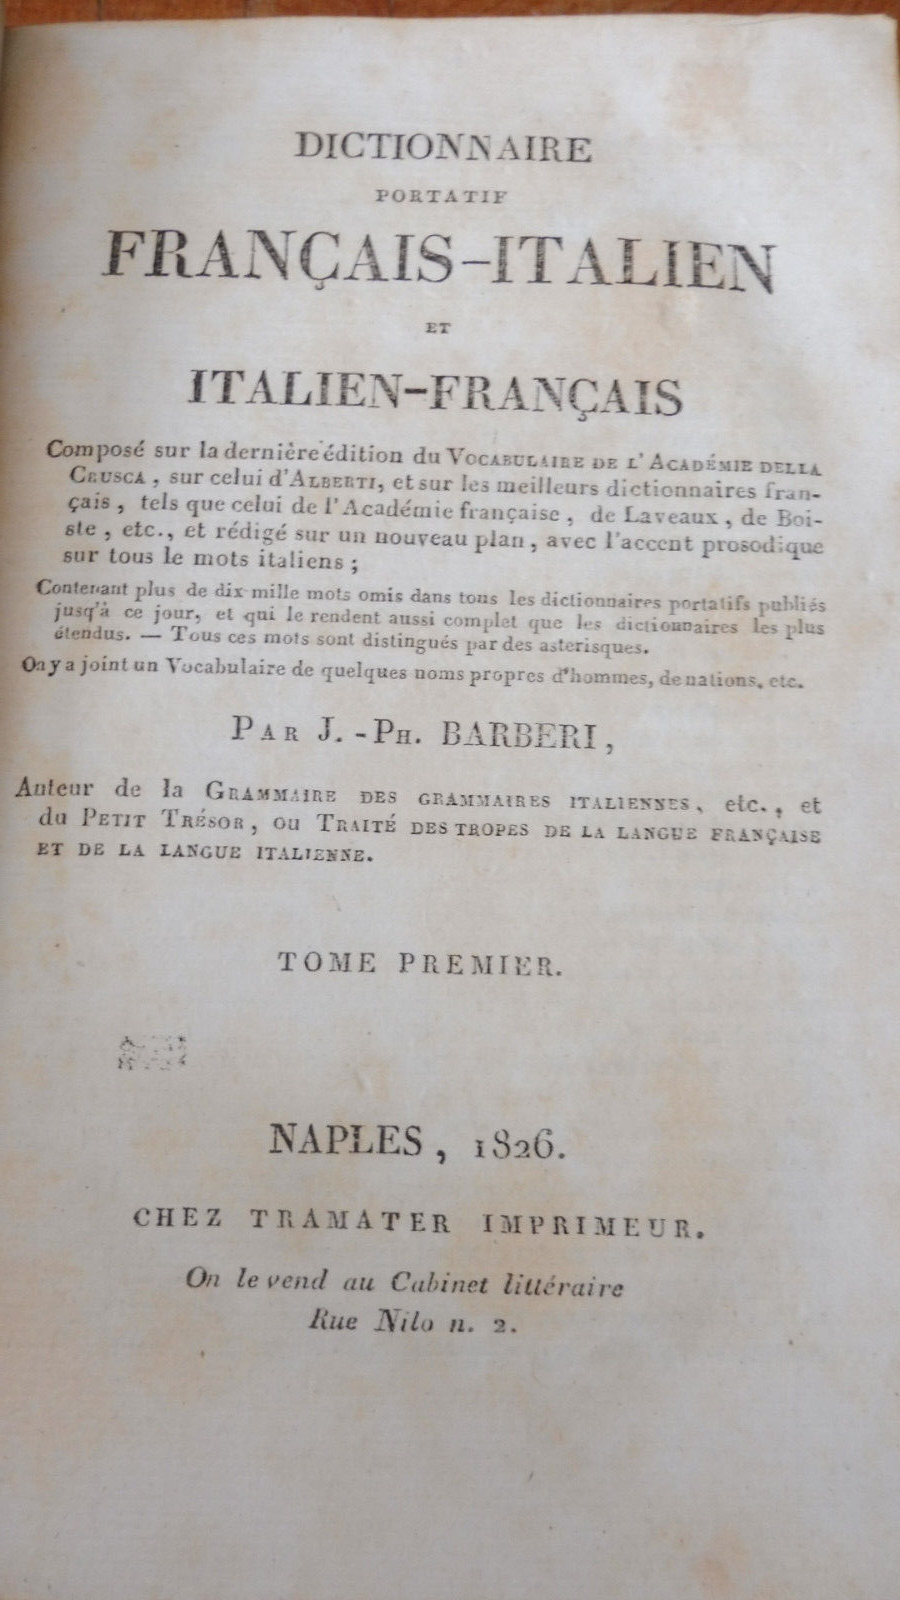 DICTIONNAIRE
PORTATIF
FRANÇAIS-ITALIEN
ET
ITALIEN-FRANÇAIS
Composé sur la dernière édition du VOCABULAIRE DE L'ACADÉMIE DELLA
CRUSCA, sur celui d'ALBERTI, et sur les meilleurs dictionnaires fran-
çais, tels que celui de l'Académie française, de Laveaux, de Boi-
ste, etc., et rédigé sur un nouveau plan, avec l'accent prosodique
sur tous le mots italiens;
Contenant plus de dix mille mots omis dans tous les dictionnaires portatifs publiés
jusqu'à ce jour, et qui le rendent aussi complet que les dictionnaires les plus
étendus. — Tous ces mots sont distingués par des asterisques.
On y a joint un Vocabulaire de quelques noms propres d'hommes, de nations, etc.
PAR J.-PH. BARBERI,
Auteur de la GRAMMAIRE DES GRAMMAIRES ITALIENNES, etc., et
du PETIT TRÉSOR, ou TRAITÉ DES TROPES DE LA LANGUE FRANÇAISE
ET DE LA LANGUE ITALIENNE.
TOME PREMIER.
NAPLES, 1826.
CHEZ TRAMATER IMPRIMEUR.
On le vend au Cabinet littéraire
Rue Nilo n. 2.